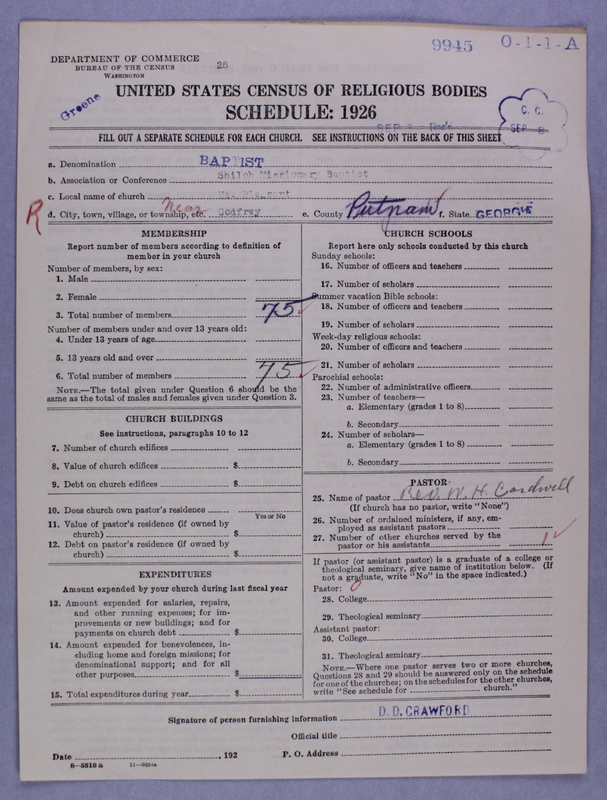 9945 O-1-1-A
DEPARTMENT OF COMMERCE
BUREAU OF THE CENSUS
WASHINGTON
25
Greene
UNITED STATES CENSUS OF RELIGIOUS BODIES
SCHEDULE: 1926
C. C.
SEP 8
SEP 8 Rec'd
FILL OUT A SEPARATE SCHEDULE FOR EACH CHURCH. SEE INSTRUCTIONS ON THE BACK OF THIS SHEET
a. Denomination BAPTIST
b. Association or Conference Shiloh Missionary Baptist
c. Local name of church Mt. Pleasant
R d. City, town, village, or township, etc. Near Godfrey e. County Putnam f. State GEORGIA
MEMBERSHIP
Report number of members according to definition of
member in your church
Number of members, by sex:
1. Male
2. Female
3. Total number of members 75
Number of members under and over 13 years old:
4. Under 13 years of age
5. 13 years old and over
6. Total number of members 75
NOTE.—The total given under Question 6 should be the
same as the total of males and females given under Question 3.
CHURCH BUILDINGS
See instructions, paragraphs 10 to 12
7. Number of church edifices
8. Value of church edifices $
9. Debt on church edifices $
10. Does church own pastor's residence
Yes or No
11. Value of pastor's residence (if owned by
church) $
12. Debt on pastor's residence (if owned by
church) $
EXPENDITURES
Amount expended by your church during last fiscal year
13. Amount expended for salaries, repairs,
and other running expenses; for im-
provements or new buildings; and for
payments on church debt $
14. Amount expended for benevolences, in-
cluding home and foreign missions; for
denominational support; and for all
other purposes $
15. Total expenditures during year $
CHURCH SCHOOLS
Report here only schools conducted by this church
Sunday schools:
16. Number of officers and teachers
17. Number of scholars
Summer vacation Bible schools:
18. Number of officers and teachers
19. Number of scholars
Week-day religious schools:
20. Number of officers and teachers
21. Number of scholars
Parochial schools:
22. Number of administrative officers
23. Number of teachers—
a. Elementary (grades 1 to 8)
b. Secondary
24. Number of scholars—
a. Elementary (grades 1 to 8)
b. Secondary
PASTOR
25. Name of pastor Rev. W. H. Cardwell
(If church has no pastor, write "None")
26. Number of ordained ministers, if any, em-
ployed as assistant pastors
27. Number of other churches served by the
pastor or his assistants 1
If pastor (or assistant pastor) is a graduate of a college or
theological seminary, give name of institution below. (If
not a graduate, write "No" in the space indicated.)
Pastor: 0
28. College
29. Theological seminary
Assistant pastor:
30. College
31. Theological seminary
NOTE.—Where one pastor serves two or more churches,
Questions 28 and 29 should be answered only on the schedule
for one of the churches; on the schedules for the other churches,
write "See schedule for church."
Signature of person furnishing information D. D. CRAWFORD
Official title
Date , 192 P. O. Address
6-5518 a